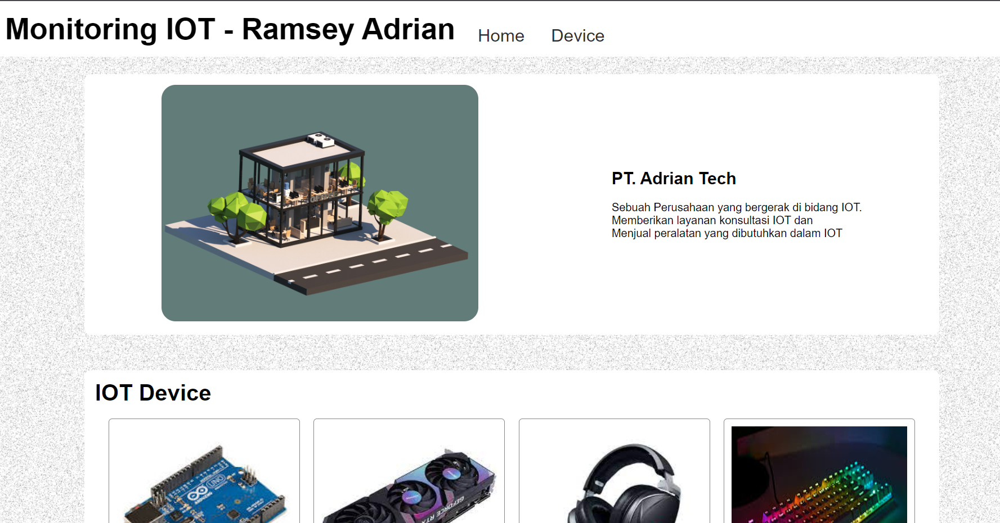 Monitoring IOT - Ramsey Adrian
Home
Device
PT. Adrian Tech
Sebuah Perusahaan yang bergerak di bidang IOT.
Memberikan layanan konsultasi IOT dan
Menjual peralatan yang dibutuhkan dalam IOT
IOT Device
UNO
ARDUINO
GEFORCE RTX